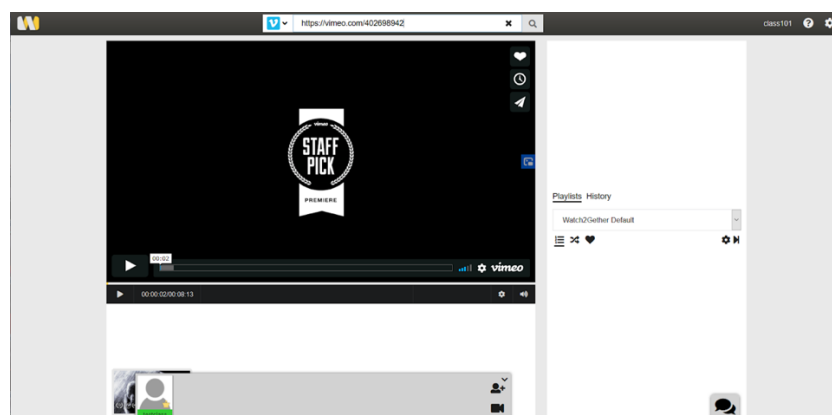 https://vimeo.com/402698942
class101
vimeo
STAFF
PICK
PREMIERE
00:02
vimeo
00:00:02/00:08:13
Playlists History
Watch2Gether Default